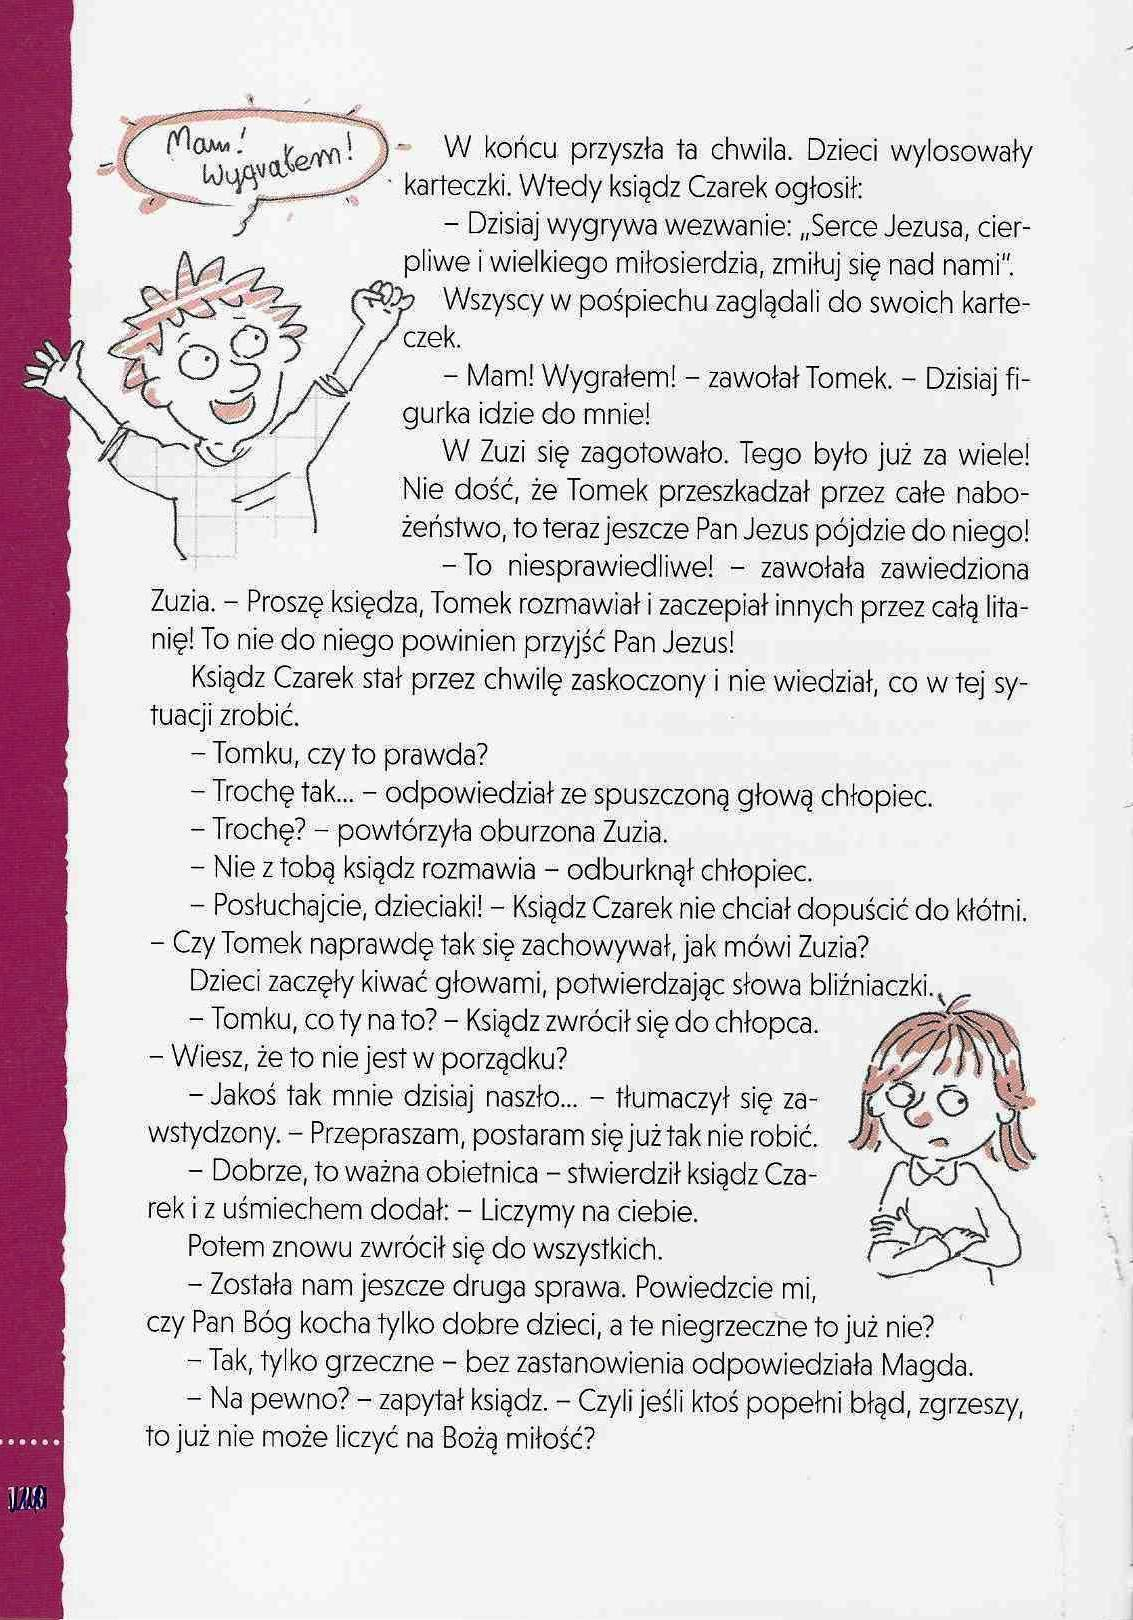 Mam!
Wygrałem!
W końcu przyszła ta chwila. Dzieci wylosowały
karteczki. Wtedy ksiądz Czarek ogłosił:
– Dzisiaj wygrywa wezwanie: „Serce Jezusa, cier-
pliwe i wielkiego miłosierdzia, zmiłuj się nad nami”.
Wszyscy w pośpiechu zaglądali do swoich karte-
czek.
– Mam! Wygrałem! – zawołał Tomek. – Dzisiaj fi-
gurka idzie do mnie!
W Zuzi się zagotowało. Tego było już za wiele!
Nie dość, że Tomek przeszkadzał przez całe nabo-
żeństwo, to teraz jeszcze Pan Jezus pójdzie do niego!
– To niesprawiedliwe! – zawołała zawiedziona
Zuzia. – Proszę księdza, Tomek rozmawiał i zaczepiał innych przez całą lita-
nię! To nie do niego powinien przyjść Pan Jezus!
Ksiądz Czarek stał przez chwilę zaskoczony i nie wiedział, co w tej sy-
tuacji zrobić.
– Tomku, czy to prawda?
– Trochę tak... – odpowiedział ze spuszczoną głową chłopiec.
– Trochę? – powtórzyła oburzona Zuzia.
– Nie z tobą ksiądz rozmawia – odburknął chłopiec.
– Posłuchajcie, dzieciaki! – Ksiądz Czarek nie chciał dopuścić do kłótni.
– Czy Tomek naprawdę tak się zachowywał, jak mówi Zuzia?
Dzieci zaczęły kiwać głowami, potwierdzając słowa bliźniaczki.
– Tomku, co ty na to? – Ksiądz zwrócił się do chłopca.
– Wiesz, że to nie jest w porządku?
– Jakoś tak mnie dzisiaj naszło... – tłumaczył się za-
wstydzony. – Przepraszam, postaram się już tak nie robić.
– Dobrze, to ważna obietnica – stwierdził ksiądz Cza-
rek i z uśmiechem dodał: – Liczymy na ciebie.
Potem znowu zwrócił się do wszystkich.
– Została nam jeszcze druga sprawa. Powiedzcie mi,
czy Pan Bóg kocha tylko dobre dzieci, a te niegrzeczne to już nie?
– Tak, tylko grzeczne – bez zastanowienia odpowiedziała Magda.
– Na pewno? – zapytał ksiądz. – Czyli jeśli ktoś popełni błąd, zgrzeszy,
to już nie może liczyć na Bożą miłość?